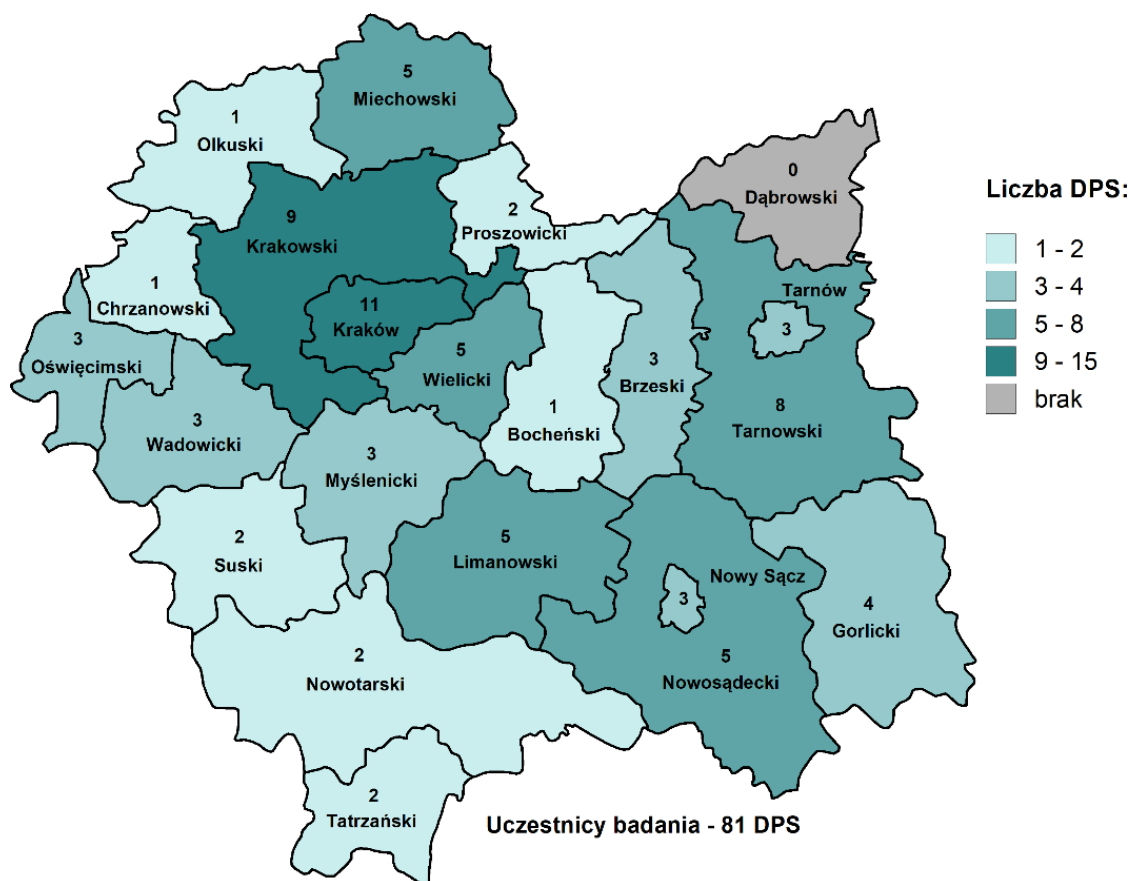 5
Miechowski
1
Olkuski
0
Dąbrowski
Liczba DPS:
1 - 2
3 - 4
5 - 8
9 - 15
brak
9
Krakowski
2
Proszowicki
1
Chrzanowski
11
Kraków
Tarnów
3
3
Oświęcimski
5
Wielicki
3
Brzeski
3
Wadowicki
1
Bocheński
8
Tarnowski
3
Myślenicki
2
Suski
5
Limanowski
Nowy Sącz
3
4
Gorlicki
2
Nowotarski
5
Nowosądecki
2
Tatrzański
Uczestnicy badania - 81 DPS